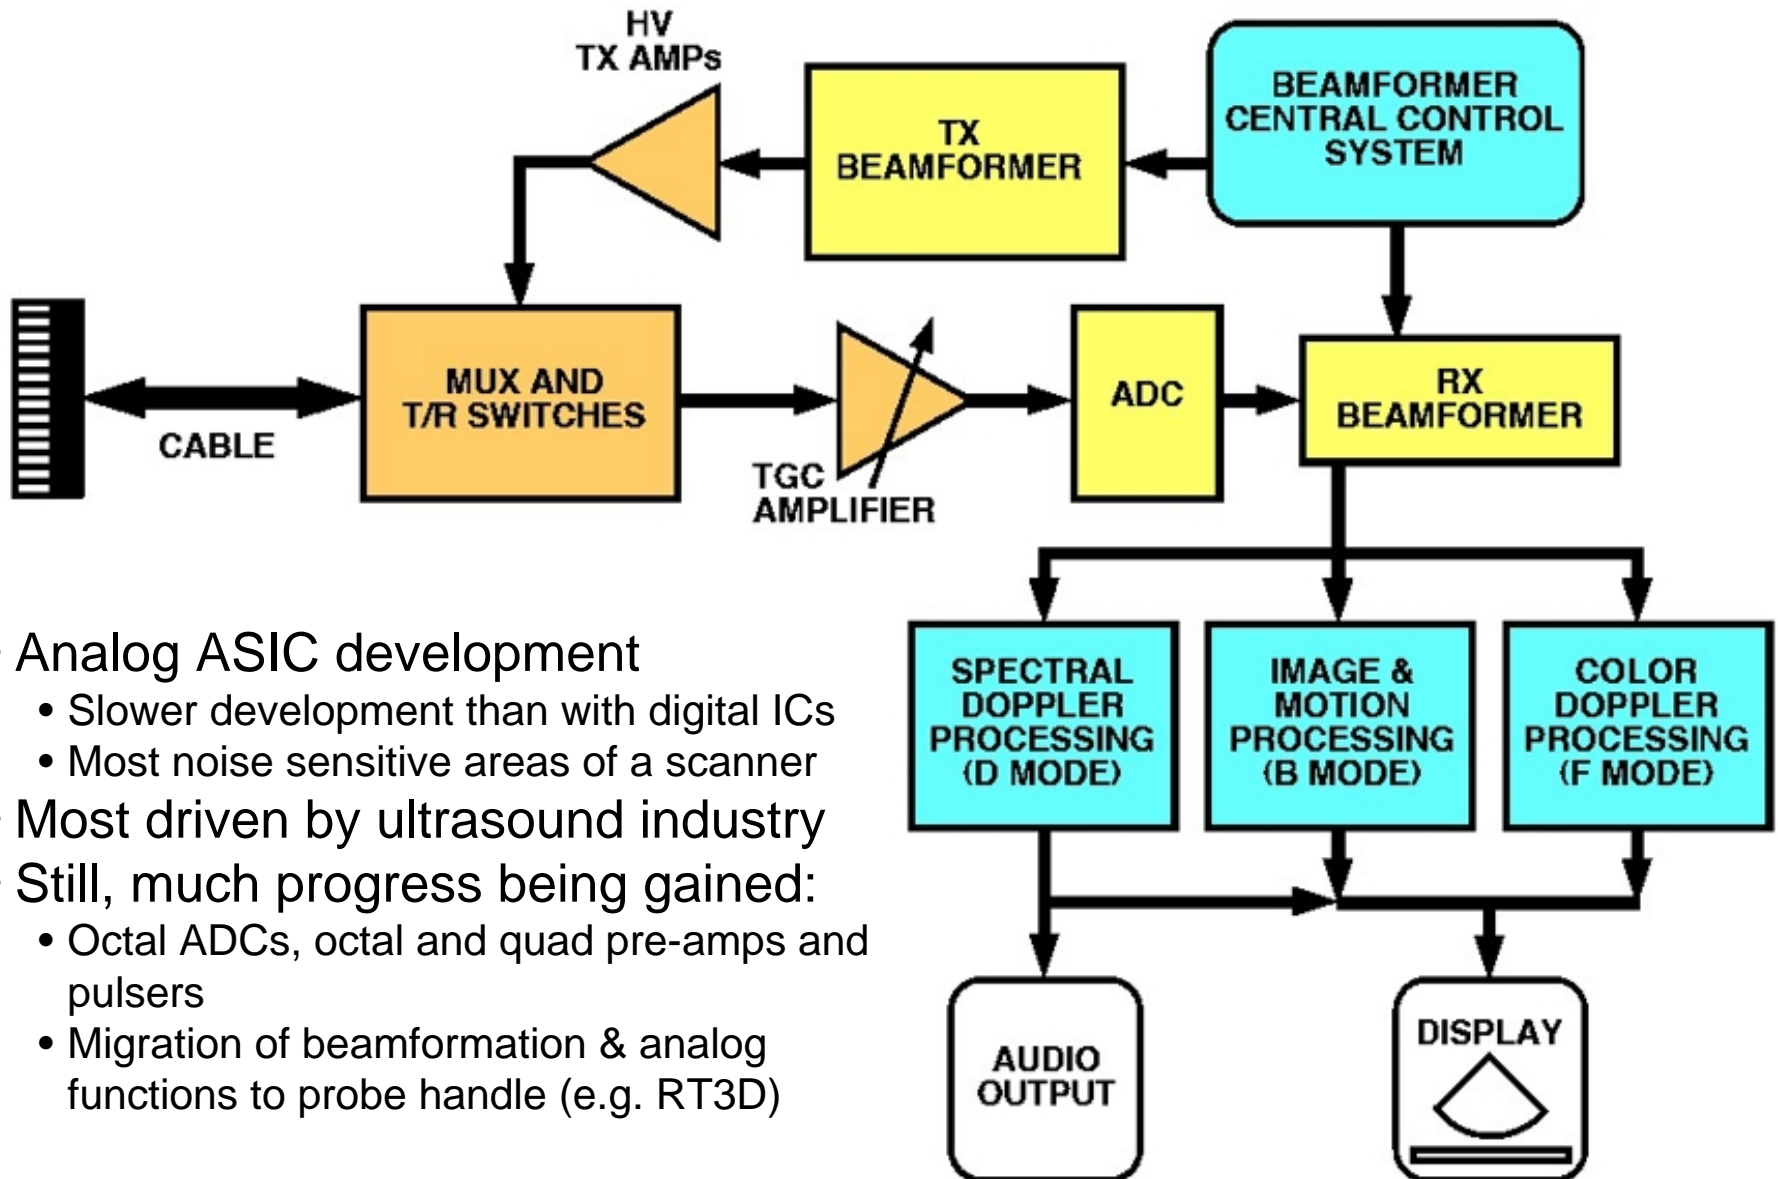 HV
TX AMPs
TX
BEAMFORMER
BEAMFORMER
CENTRAL CONTROL
SYSTEM
CABLE
MUX AND
T/R SWITCHES
TGC
AMPLIFIER
ADC
RX
BEAMFORMER
• Analog ASIC development
• Slower development than with digital ICs
• Most noise sensitive areas of a scanner
• Most driven by ultrasound industry
• Still, much progress being gained:
• Octal ADCs, octal and quad pre-amps and
pulsers
• Migration of beamformation & analog
functions to probe handle (e.g. RT3D)
SPECTRAL
DOPPLER
PROCESSING
(D MODE)
IMAGE &
MOTION
PROCESSING
(B MODE)
COLOR
DOPPLER
PROCESSING
(F MODE)
AUDIO
OUTPUT
DISPLAY